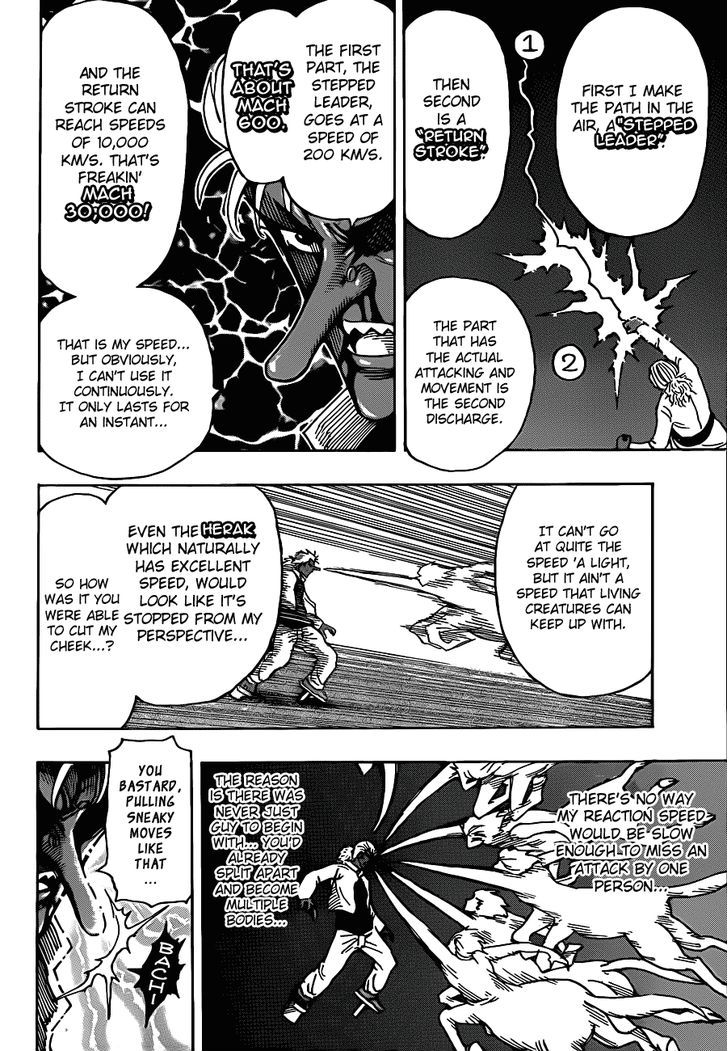 FIRST I MAKE
THE PATH IN THE
AIR, A "STEPPED
LEADER".
1
THEN
SECOND IS A
"RETURN
STROKE".
2
THE PART
THAT HAS
THE ACTUAL
ATTACKING AND
MOVEMENT IS
THE SECOND
DISCHARGE.
THE FIRST
PART, THE
STEPPED
LEADER,
GOES AT
A SPEED OF
200 KM/S.
THAT'S
ABOUT
MACH
600.
AND THE
RETURN
STROKE CAN
REACH SPEEDS
OF 10,000
KM/S. THAT'S
FREAKIN'
MACH
30,000!
THAT IS MY SPEED...
BUT OBVIOUSLY,
I CAN'T USE IT
CONTINUOUSLY.
IT ONLY LASTS FOR
AN INSTANT...
IT CAN'T GO
AT QUITE THE
SPEED 'A LIGHT,
BUT IT AIN'T
A SPEED THAT LIVING
CREATURES CAN
KEEP UP WITH.
EVEN THE HERAK
WHICH NATURALLY
HAS EXCELLENT
SPEED, WOULD
LOOK LIKE IT'S
STOPPED FROM MY
PERSPECTIVE...
SO HOW
WAS IT YOU
WERE ABLE
TO CUT MY
CHEEK...?
THERE'S NO WAY
MY REACTION SPEED
WOULD BE SLOW
ENOUGH TO MISS AN
ATTACK BY ONE
PERSON...
THE REASON
IS THERE WAS
NEVER JUST
GUY TO BEGIN
WITH... YOU'D
ALREADY
SPLIT APART
AND BECOME
MULTIPLE
BODIES...
YOU
BASTARD,
PULLING
SNEAKY
MOVES
LIKE
THAT
...
BACHI